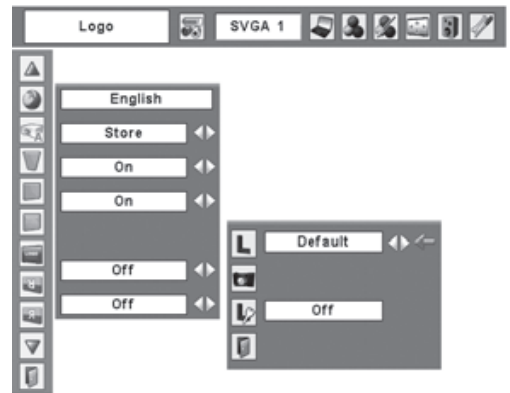 Logo
SVGA 1
English
Store
On
On
Default
Off
Off
Off